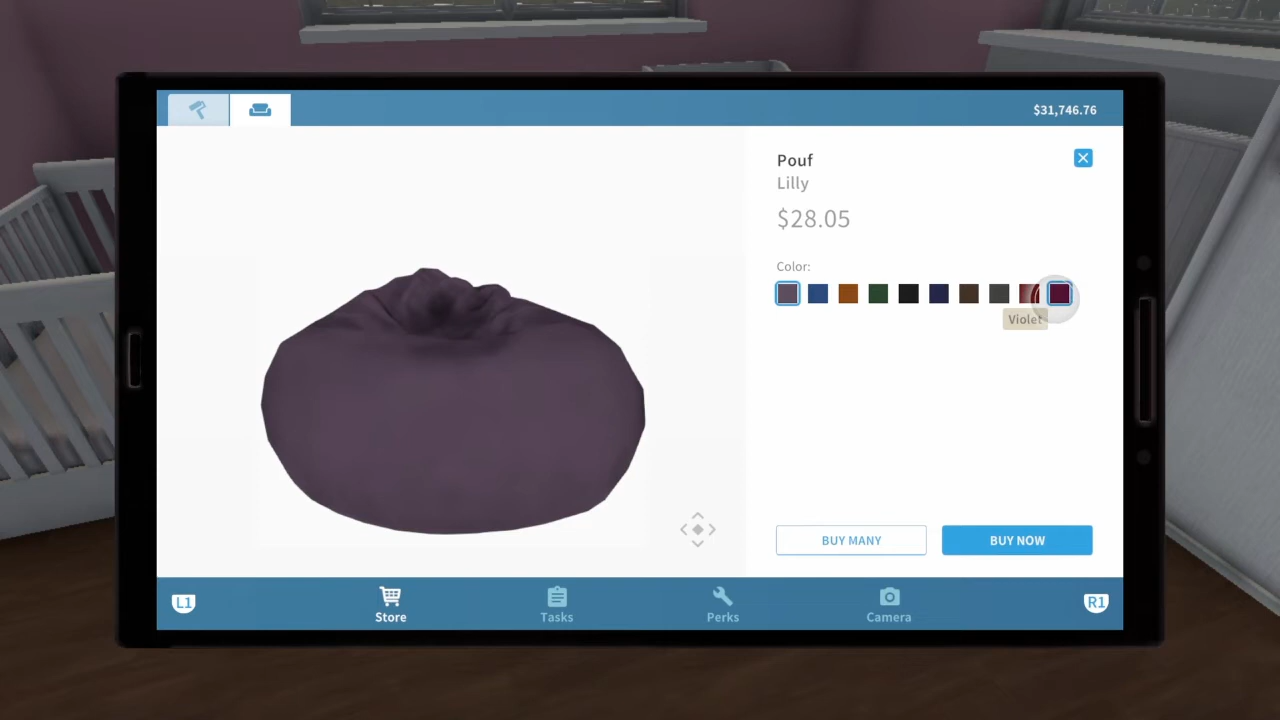 $31,746.76
Pouf
Lilly
$28.05
Color:
Violet
BUY MANY
BUY NOW
L1
Store
Tasks
Perks
Camera
R1